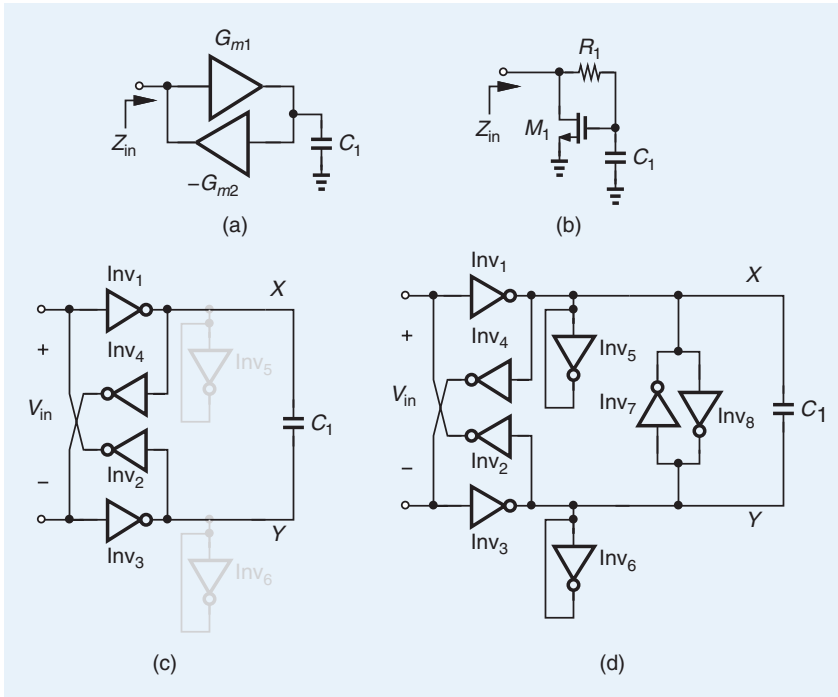 G_m1
Z_in
C_1
–G_m2
(a)
R_1
Z_in
M_1
C_1
(b)
Inv_1
X
Inv_4
Inv_5
+
V_in
C_1
–
Inv_2
Inv_3
Y
Inv_6
(c)
Inv_1
X
Inv_4
Inv_5
+
V_in
Inv_7
Inv_8
C_1
–
Inv_2
Inv_3
Y
Inv_6
(d)